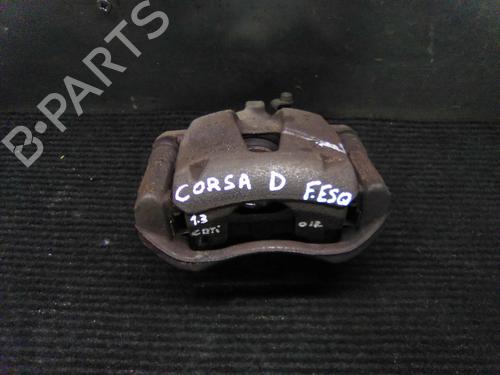 B-PARTS
CORSA D F.ESQ
1.3
CDTi 012